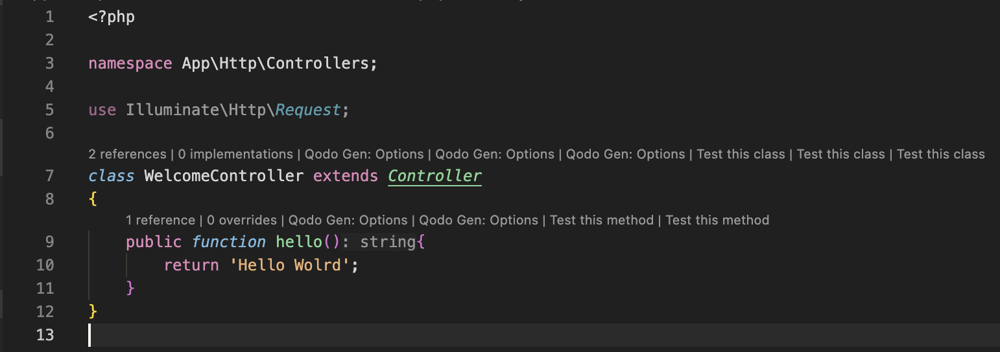 1 <?php
2
3 namespace App\Http\Controllers;
4
5 use Illuminate\Http\Request;
6
2 references | 0 implementations | Qodo Gen: Options | Qodo Gen: Options | Qodo Gen: Options | Test this class | Test this class | Test this class
7 class WelcomeController extends Controller
8 {
1 reference | 0 overrides | Qodo Gen: Options | Qodo Gen: Options | Test this method | Test this method
9 public function hello(): string{
10 return 'Hello Wolrd';
11 }
12 }
13